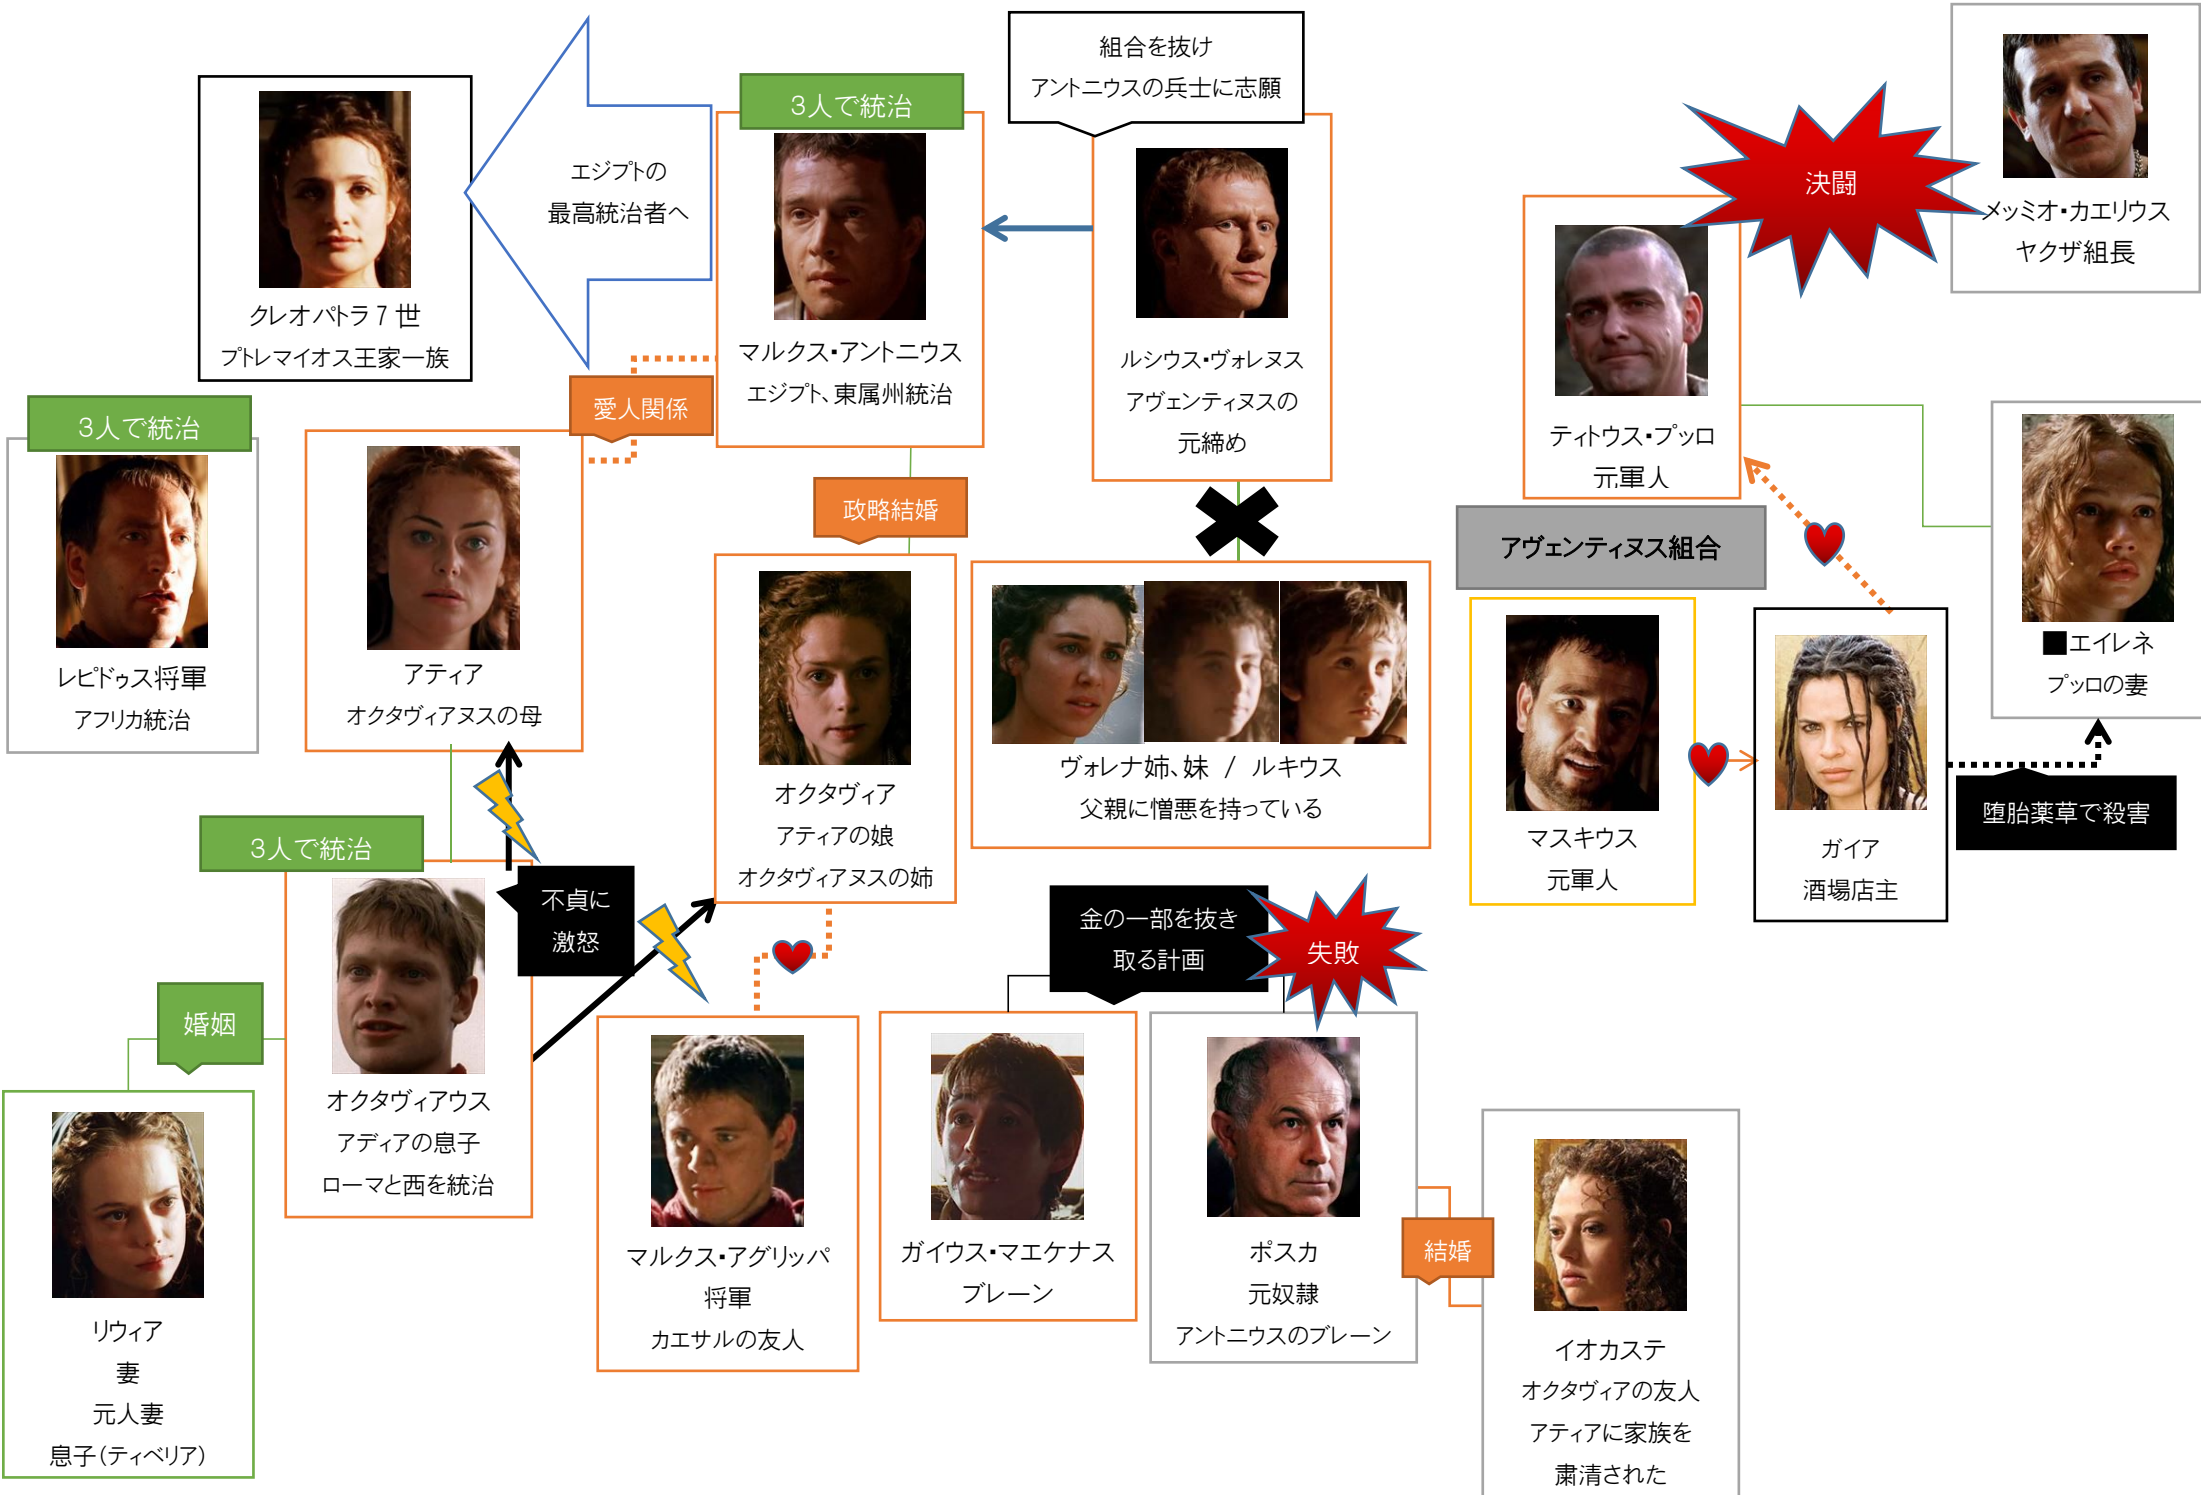 組合を抜け
アントニウスの兵士に志願
3人で統治
エジプトの
最高統治者へ
決闘
メッミオ・カエリウス
ヤクザ組長
クレオパトラ7世
プトレマイオス王家一族
マルクス・アントニウス
エジプト、東属州統治
ルシウス・ヴォレヌス
アヴェンティヌスの
元締め
ティトウス・プッロ
元軍人
愛人関係
3人で統治
政略結婚
アヴェンティヌス組合
レピドゥス将軍
アフリカ統治
アティア
オクタヴィアヌスの母
オクタヴィア
アティアの娘
オクタヴィアヌスの姉
ヴォレナ姉、妹 / ルキウス
父親に憎悪を持っている
マスキウス
元軍人
ガイア
酒場店主
■エイレネ
プッロの妻
堕胎薬草で殺害
3人で統治
不貞に
激怒
金の一部を抜き
取る計画
失敗
婚姻
オクタヴィアウス
アディアの息子
ローマと西を統治
リウィア
妻
元人妻
息子(ティベリア)
マルクス・アグリッパ
将軍
カエサルの友人
ガイウス・マエケナス
ブレーン
ポスカ
元奴隷
アントニウスのブレーン
結婚
イオカステ
オクタヴィアの友人
アティアに家族を
粛清された